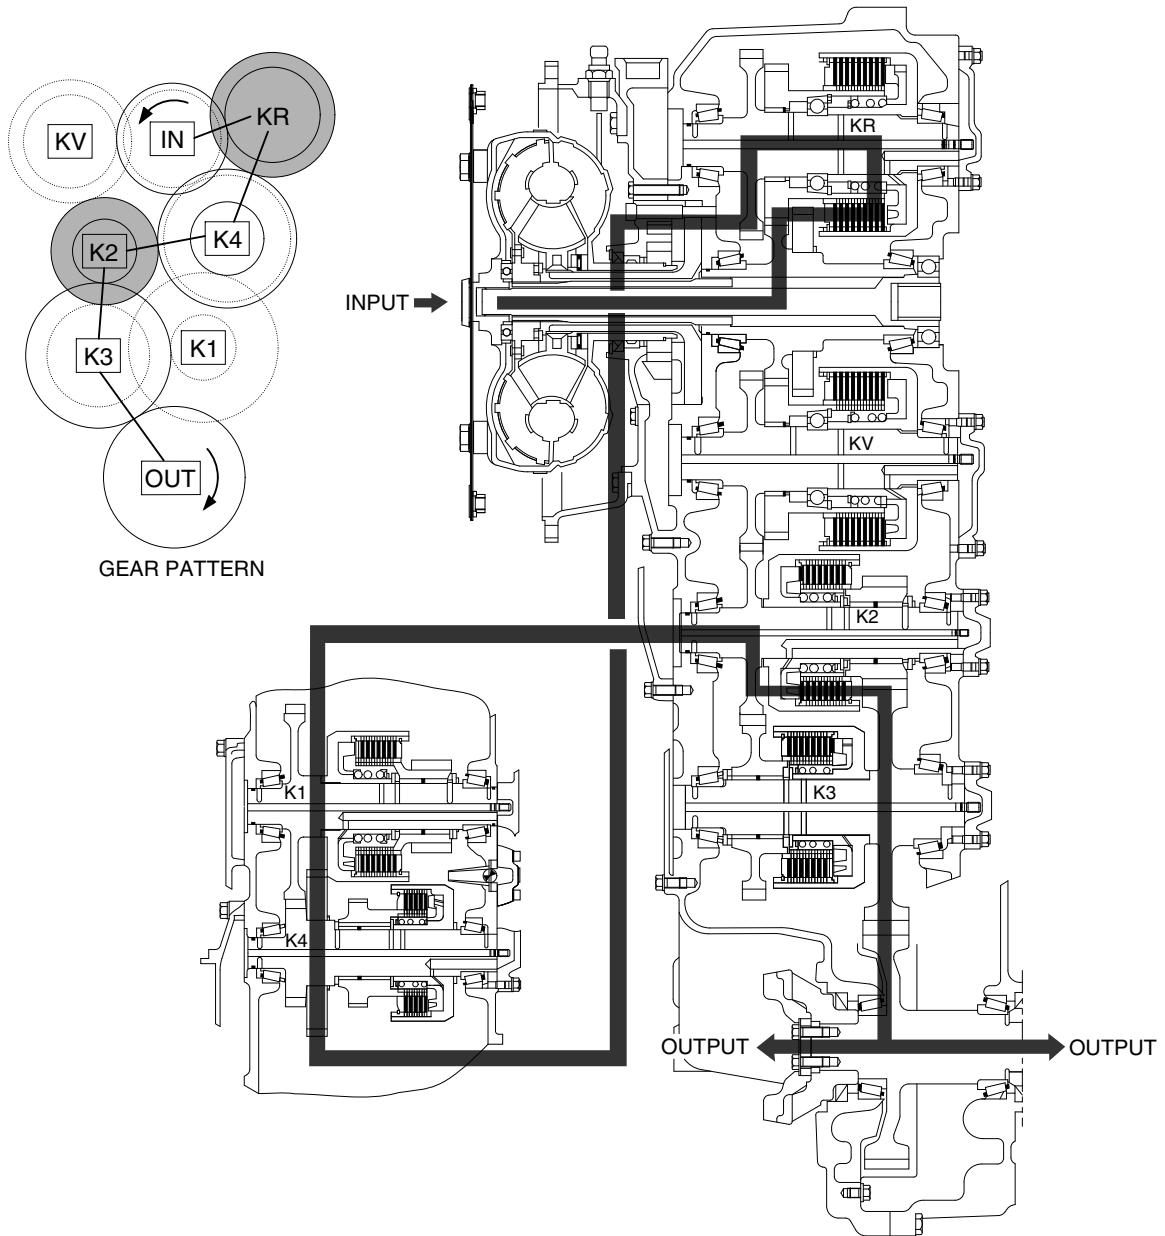 KV
IN
KR
K2
K4
K3
K1
OUT
GEAR PATTERN
KR
INPUT
KV
K2
K1
K3
K4
OUTPUT
OUTPUT